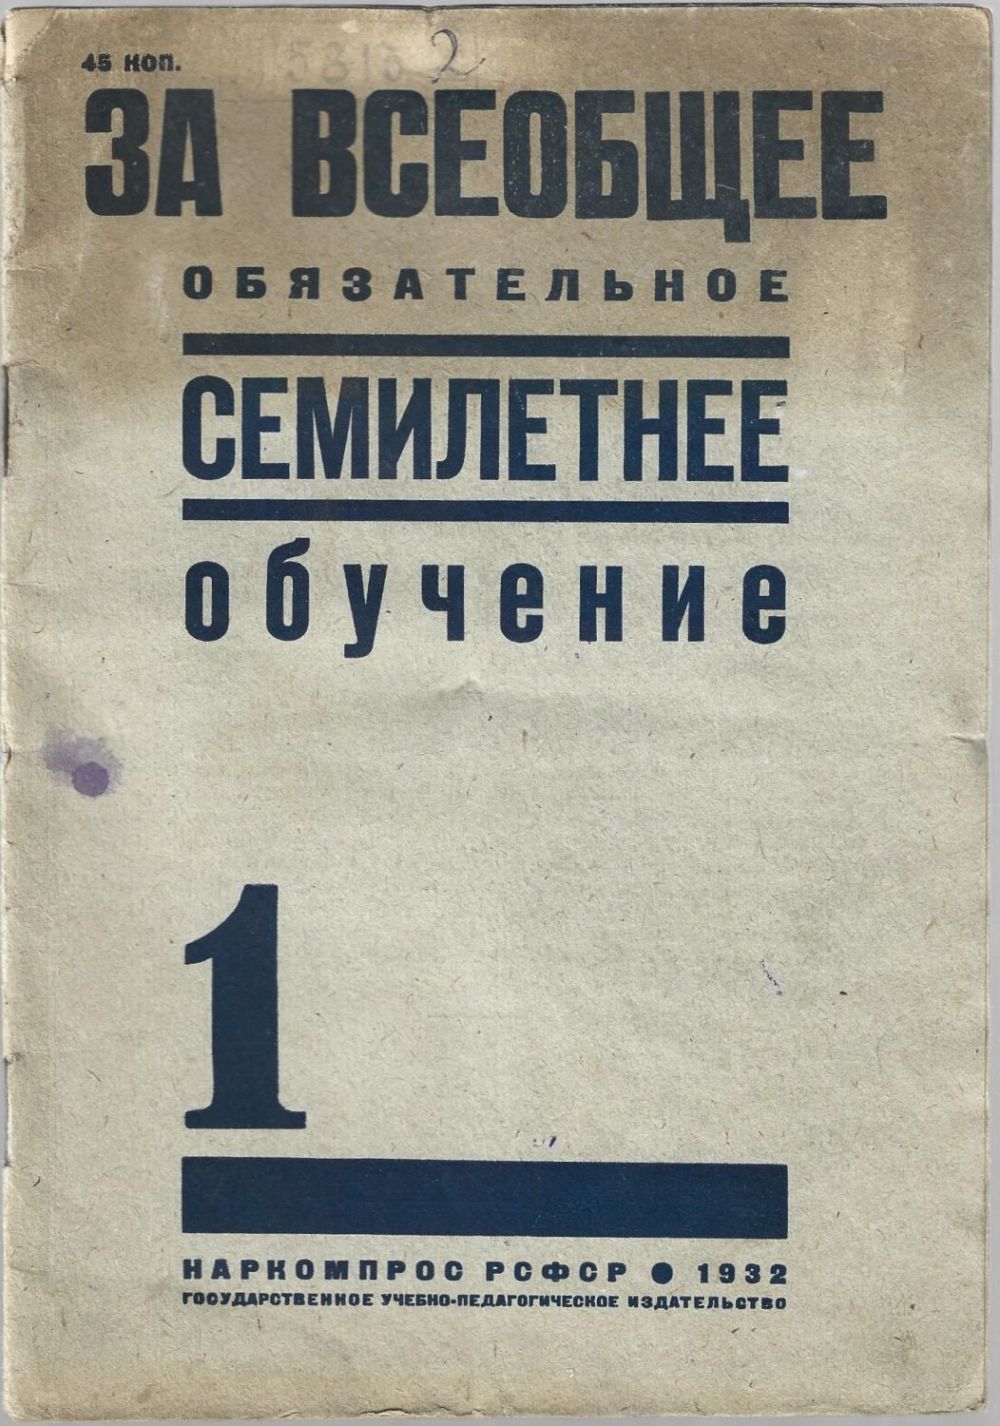 45 КОП.
ЗА ВСЕОБЩЕЕ
ОБЯЗАТЕЛЬНОЕ
СЕМИЛЕТНЕЕ
обучение
1
НАРКОМПРОС РСФСР ● 1932
ГОСУДАРСТВЕННОЕ УЧЕБНО-ПЕДАГОГИЧЕСКОЕ ИЗДАТЕЛЬСТВО